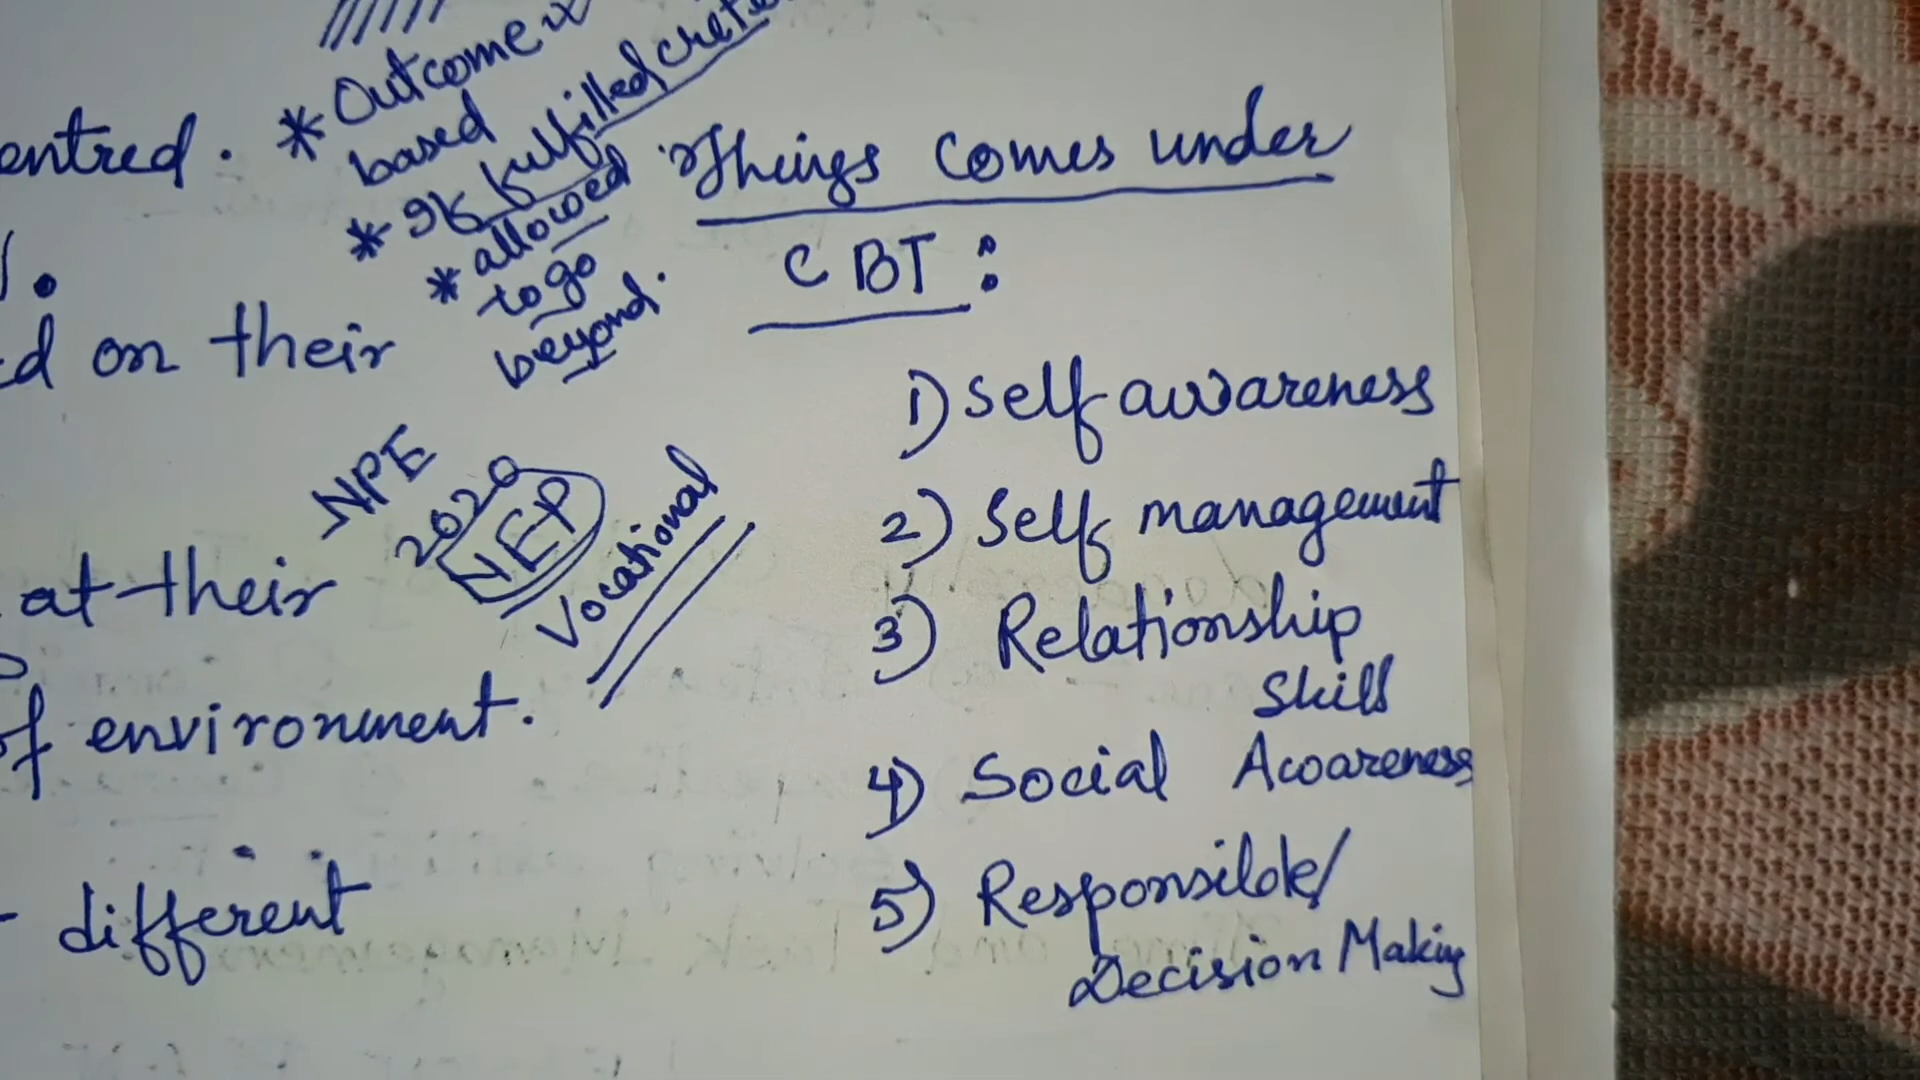 entred.
* Outcome
based
* If fulfilled
* allowed
to go
beyond.
Things Comes under
CBT:
d on their
1) Self awareness
NPE
2020
NEP
Vocational
2) Self management
at their
3) Relationship
Skill
of environment.
4) Social Awareness
different
5) Responsible/
Decision Making